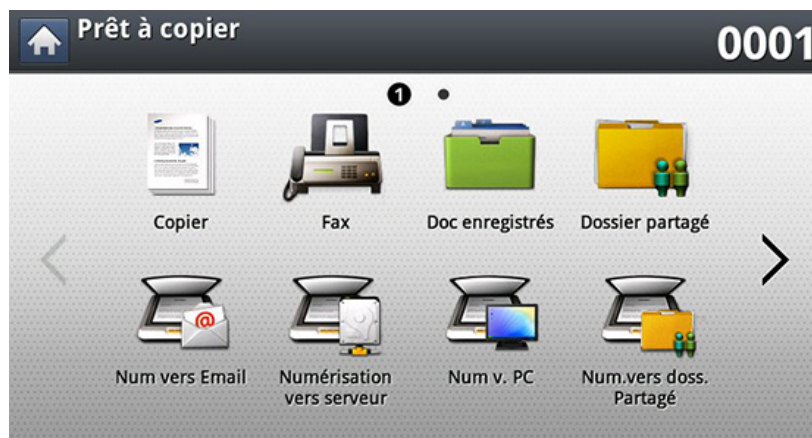 Prêt à copier
0001
1
Copier
Fax
Doc enregistrés
Dossier partagé
Num vers Email
Numérisation
vers serveur
Num v. PC
Num.vers doss.
Partagé